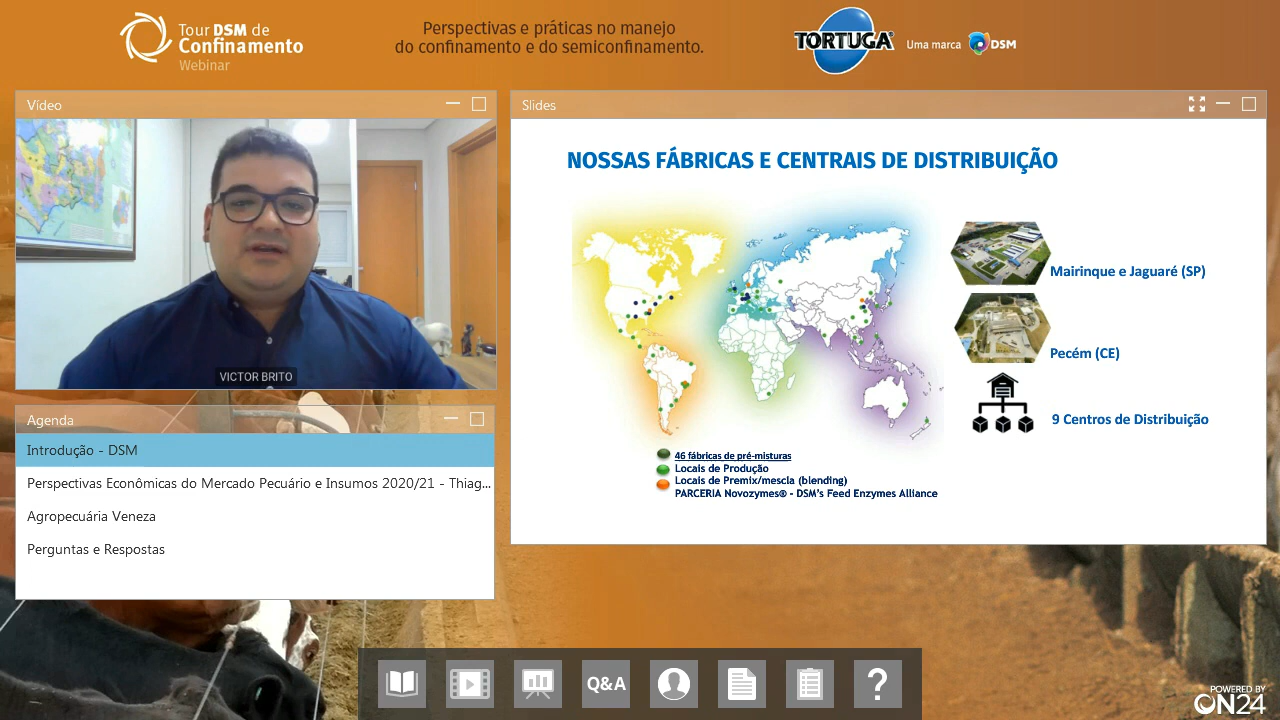 Tour DSM de
Confinamento
Webinar
Perspectivas e práticas no manejo
do confinamento e do semiconfinamento.
TORTUGA®
Uma marca DSM
Vídeo
VICTOR BRITO
Slides
NOSSAS FÁBRICAS E CENTRAIS DE DISTRIBUIÇÃO
Mairinque e Jaguaré (SP)
Pecém (CE)
9 Centros de Distribuição
46 fábricas de pré-misturas
Locais de Produção
Locais de Premix/mescla (blending)
PARCERIA Novozymes® - DSM's Feed Enzymes Alliance
Agenda
Introdução - DSM
Perspectivas Econômicas do Mercado Pecuário e Insumos 2020/21 - Thiag...
Agropecuária Veneza
Perguntas e Respostas
Q&A
?
POWERED BY
ON24